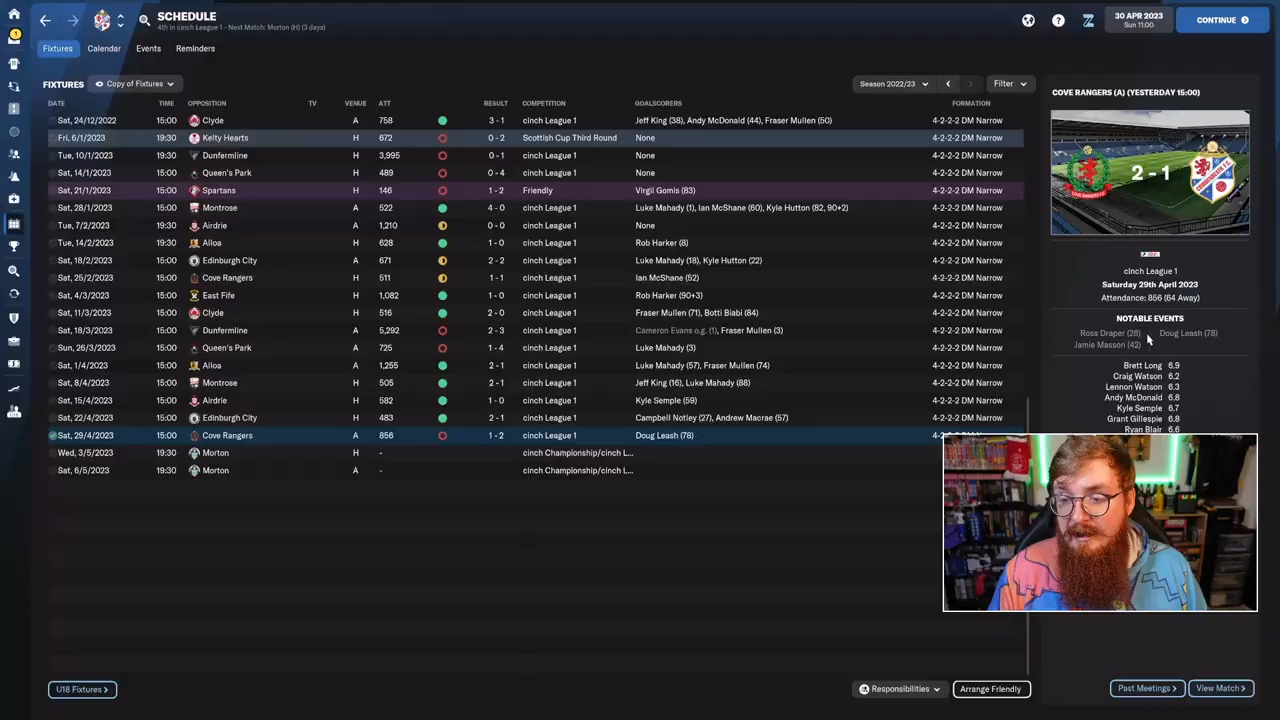 SCHEDULE
4th in cinch League 1 - Next Match: Morton (H) (3 days)
30 APR 2023
Sun 11:00
CONTINUE
Fixtures Calendar Events Reminders
FIXTURES Copy of Fixtures Season 2022/23 Filter
DATE TIME OPPOSITION TV VENUE ATT RESULT COMPETITION GOALSCORERS FORMATION
Sat, 24/12/2022 15:00 Clyde A 758 3 - 1 cinch League 1 Jeff King (38), Andy McDonald (44), Fraser Mullen (50) 4-2-2-2 DM Narrow
Fri, 6/1/2023 19:30 Kelty Hearts H 672 0 - 2 Scottish Cup Third Round None 4-2-2-2 DM Narrow
Tue, 10/1/2023 19:30 Dunfermline H 3,995 0 - 1 cinch League 1 None 4-2-2-2 DM Narrow
Sat, 14/1/2023 15:00 Queen's Park H 489 0 - 4 cinch League 1 None 4-2-2-2 DM Narrow
Sat, 21/1/2023 15:00 Spartans H 146 1 - 2 Friendly Virgil Gomis (83) 4-2-2-2 DM Narrow
Sat, 28/1/2023 15:00 Montrose A 522 4 - 0 cinch League 1 Luke Mahady (1), Ian McShane (60), Kyle Hutton (82, 90+2) 4-2-2-2 DM Narrow
Tue, 7/2/2023 19:30 Airdrie A 1,210 0 - 0 cinch League 1 None 4-2-2-2 DM Narrow
Tue, 14/2/2023 19:30 Alloa H 628 1 - 0 cinch League 1 Rob Harker (8) 4-2-2-2 DM Narrow
Sat, 18/2/2023 15:00 Edinburgh City A 671 2 - 2 cinch League 1 Luke Mahady (18), Kyle Hutton (22) 4-2-2-2 DM Narrow
Sat, 25/2/2023 15:00 Cove Rangers H 511 1 - 1 cinch League 1 Ian McShane (52) 4-2-2-2 DM Narrow
Sat, 4/3/2023 15:00 East Fife H 1,082 1 - 0 cinch League 1 Rob Harker (90+3) 4-2-2-2 DM Narrow
Sat, 11/3/2023 15:00 Clyde H 516 2 - 0 cinch League 1 Fraser Mullen (71), Botti Biabi (84) 4-2-2-2 DM Narrow
Sat, 18/3/2023 15:00 Dunfermline A 5,292 2 - 3 cinch League 1 Cameron Evans o.g. (1), Fraser Mullen (3) 4-2-2-2 DM Narrow
Sun, 26/3/2023 15:00 Queen's Park A 725 1 - 4 cinch League 1 Luke Mahady (3) 4-2-2-2 DM Narrow
Sat, 1/4/2023 15:00 Alloa A 1,255 2 - 1 cinch League 1 Luke Mahady (57), Fraser Mullen (74) 4-2-2-2 DM Narrow
Sat, 8/4/2023 15:00 Montrose H 505 2 - 1 cinch League 1 Jeff King (16), Luke Mahady (88) 4-2-2-2 DM Narrow
Sat, 15/4/2023 15:00 Airdrie H 582 1 - 0 cinch League 1 Kyle Semple (59) 4-2-2-2 DM Narrow
Sat, 22/4/2023 15:00 Edinburgh City H 483 2 - 1 cinch League 1 Campbell Notley (27), Andrew Macrae (57) 4-2-2-2 DM Narrow
Sat, 29/4/2023 15:00 Cove Rangers A 856 1 - 2 cinch League 1 Doug Leash (78)
Wed, 3/5/2023 19:30 Morton H - cinch Championship/cinch L...
Sat, 6/5/2023 19:30 Morton A - cinch Championship/cinch L...
U18 Fixtures Responsibilities Arrange Friendly
COVE RANGERS (A) (YESTERDAY 15:00)
2 - 1
cinch League 1
Saturday 29th April 2023
Attendance: 856 (64 Away)
NOTABLE EVENTS
Ross Draper (28) Doug Leash (78)
Jamie Masson (42)
Brett Long 6.9
Craig Watson 6.2
Lennon Watson 6.3
Andy McDonald 6.8
Kyle Semple 6.7
Grant Gillespie 6.8
Ryan Blair 6.6
Past Meetings View Match